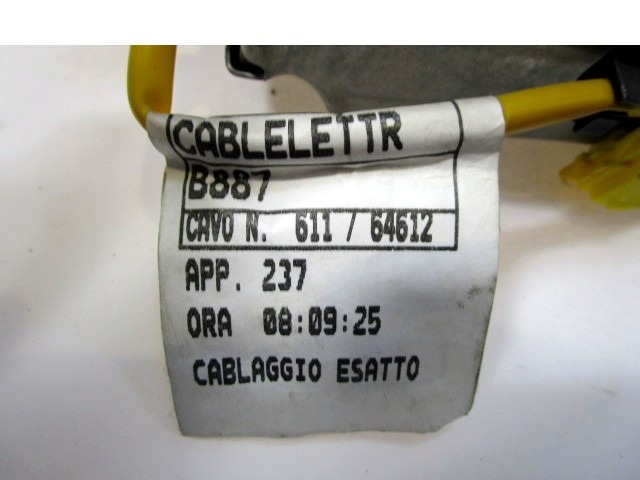 CABLELETTR
B887
CAVO N. 611 / 64612
APP. 237
ORA 08:09:25
CABLAGGIO ESATTO